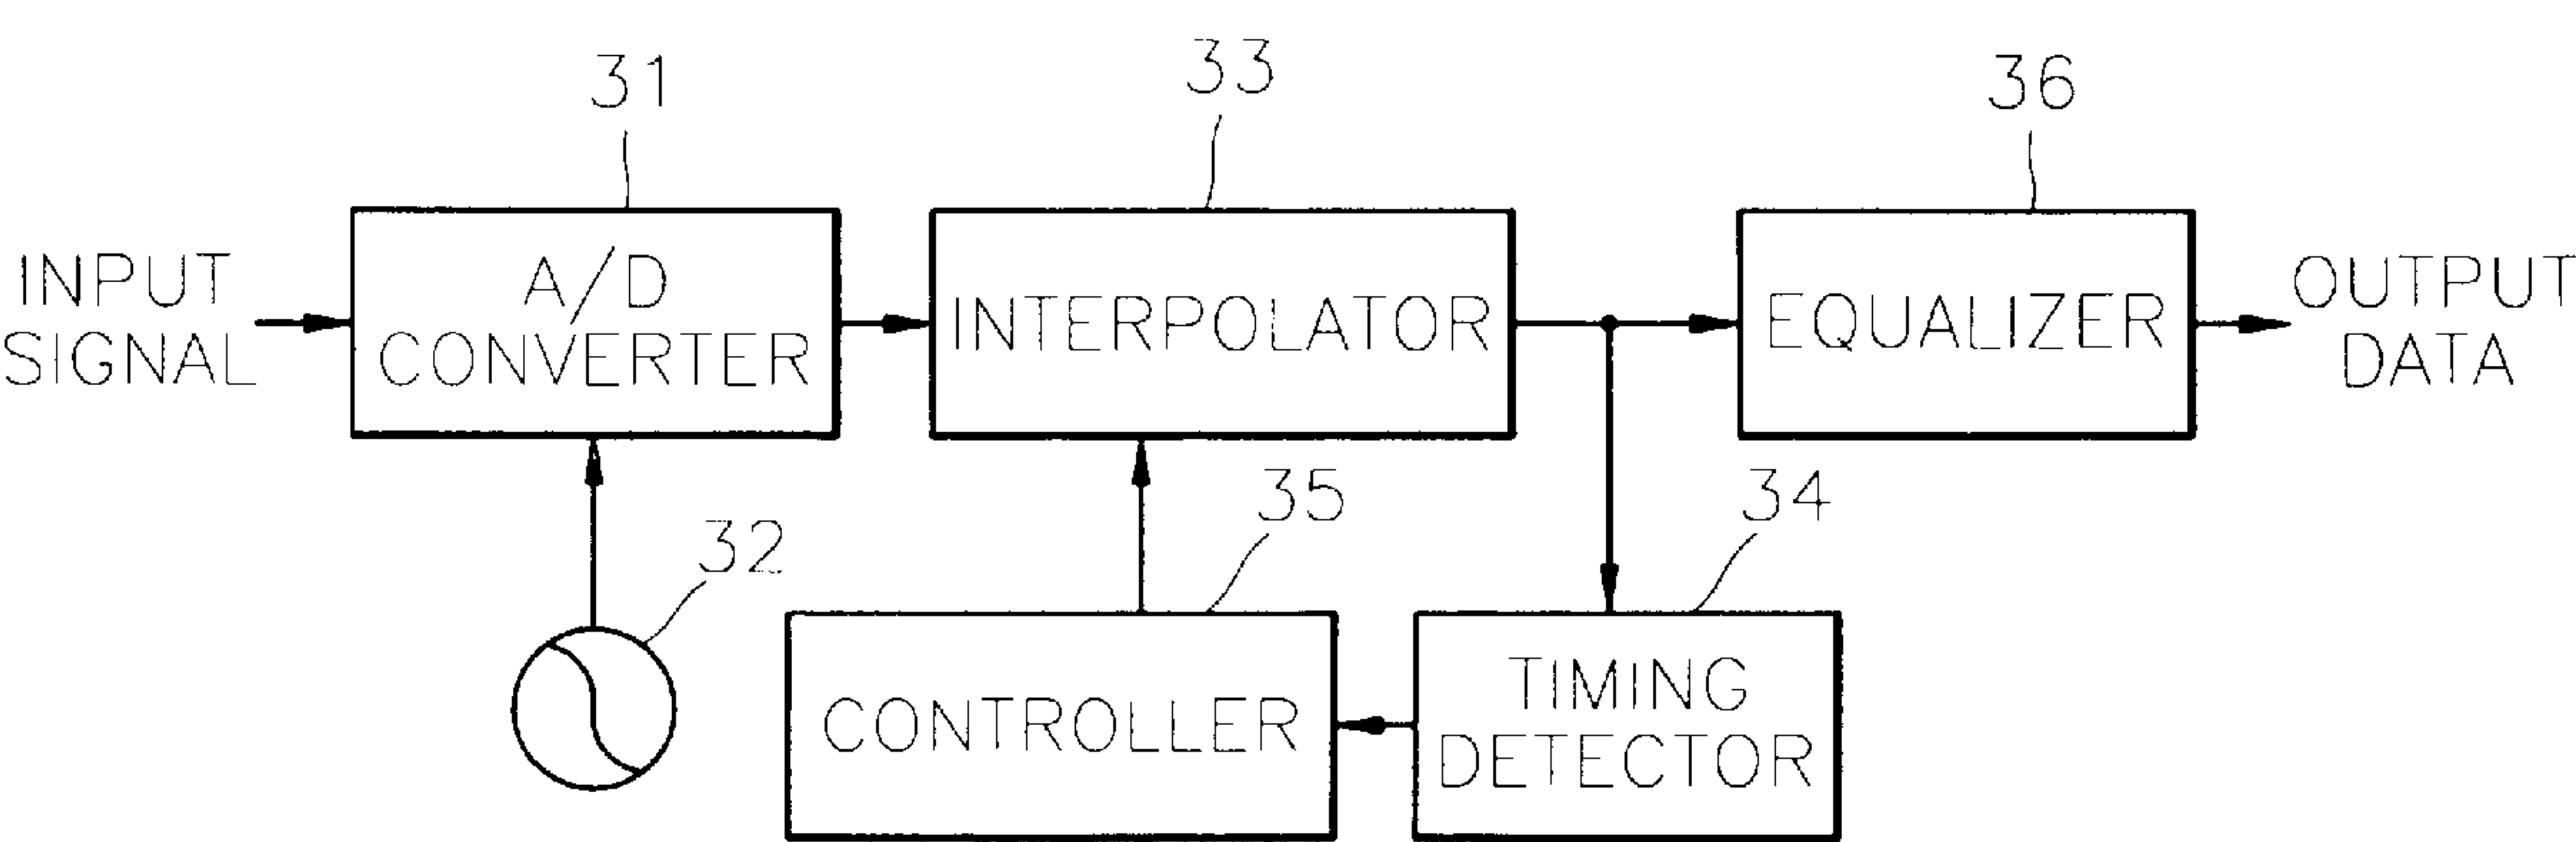 31
33
36
INPUT
SIGNAL
A/D
CONVERTER
INTERPOLATOR
EQUALIZER
OUTPUT
DATA
32
35
34
CONTROLLER
TIMING
DETECTOR